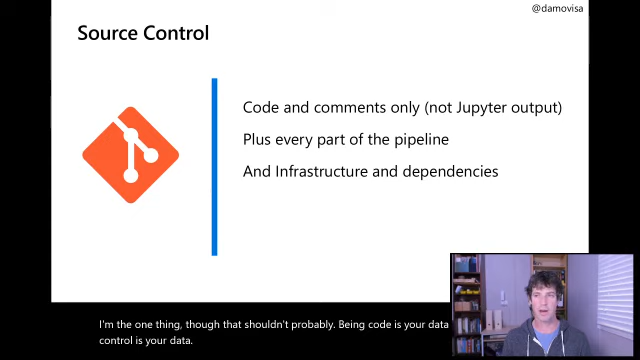 @damovisa
Source Control
Code and comments only (not Jupyter output)
Plus every part of the pipeline
And Infrastructure and dependencies
I'm the one thing, though that shouldn't probably. Being code is your data
control is your data.